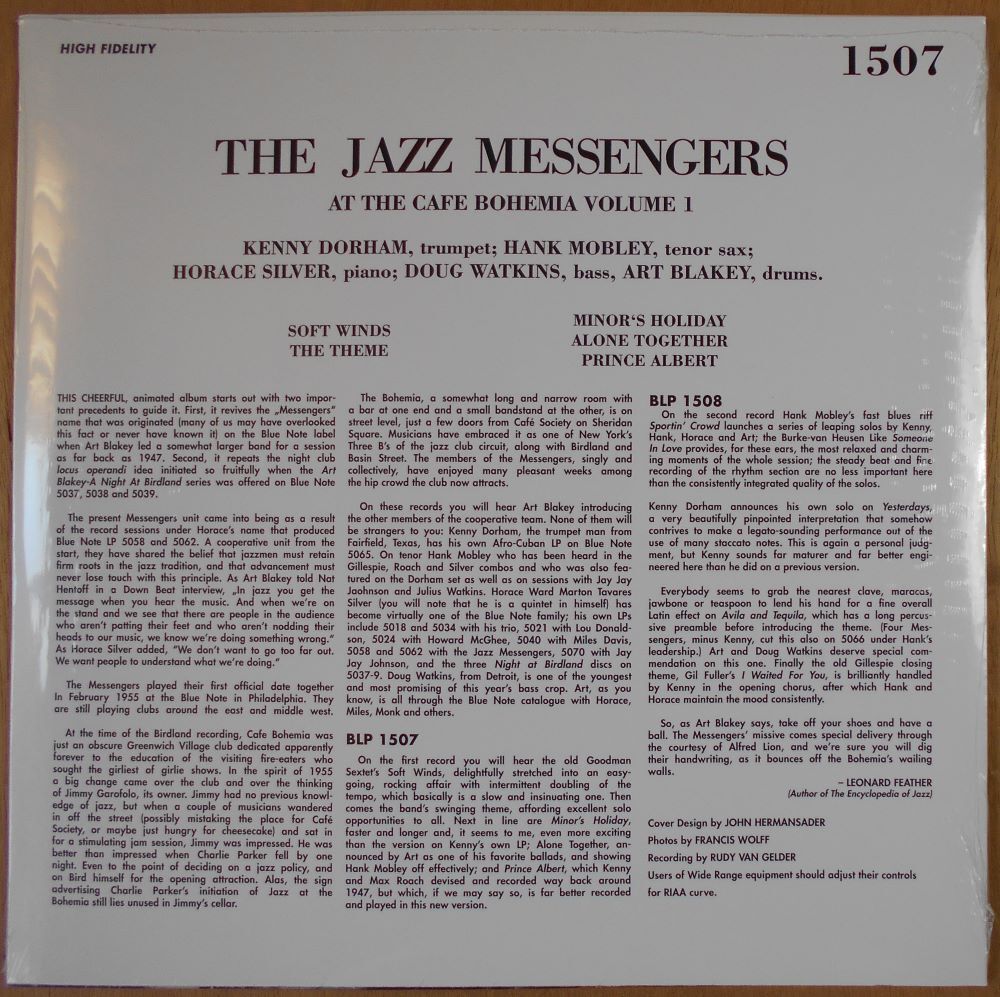 HIGH FIDELITY
1507
THE JAZZ MESSENGERS
AT THE CAFE BOHEMIA VOLUME 1
KENNY DORHAM, trumpet; HANK MOBLEY, tenor sax;
HORACE SILVER, piano; DOUG WATKINS, bass, ART BLAKEY, drums.
SOFT WINDS
THE THEME
MINOR‘S HOLIDAY
ALONE TOGETHER
PRINCE ALBERT
THIS CHEERFUL, animated album starts out with two impor-
tant precedents to guide it. First, it revives the „Messengers”
name that was originated (many of us may have overlooked
this fact or never have known it) on the Blue Note label
when Art Blakey led a somewhat larger band for a session
as far back as 1947. Second, it repeats the night club
locus operandi idea initiated so fruitfully when the Art
Blakey-A Night At Birdland series was offered on Blue Note
5037, 5038 and 5039.
The present Messengers unit came into being as a result
of the record sessions under Horace’s name that produced
Blue Note LP 5058 and 5062. A cooperative unit from the
start, they have shared the belief that jazzmen must retain
firm roots in the jazz tradition, and that advancement must
never lose touch with this principle. As Art Blakey told Nat
Hentoff in a Down Beat interview, „In jazz you get the
message when you hear the music. And when we’re on
the stand and we see that there are people in the audience
who aren’t patting their feet and who aren’t nodding their
heads to our music, we know we’re doing something wrong.”
As Horace Silver added, “We don’t want to go too far out.
We want people to understand what we’re doing.”
The Messengers played their first official date together
In February 1955 at the Blue Note in Philadelphia. They
are still playing clubs around the east and middle west.
At the time of the Birdland recording, Cafe Bohemia was
just an obscure Greenwich Village club dedicated apparently
forever to the education of the visiting fire-eaters who
sought the girliest of girlie shows. In the spirit of 1955
a big change came over the club and over the thinking
of Jimmy Garofolo, its owner. Jimmy had no previous knowl-
edge of jazz, but when a couple of musicians wandered
in off the street (possibly mistaking the place for Café
Society, or maybe just hungry for cheesecake) and sat in
for a stimulating jam session, Jimmy was impressed. He was
better than impressed when Charlie Parker fell by one
night. Even to the point of deciding on a jazz policy, and
on Bird himself for the opening attraction. Alas, the sign
advertising Charlie Parker’s initiation of Jazz at the
Bohemia still lies unused in Jimmy’s cellar.
The Bohemia, a somewhat long and narrow room with
a bar at one end and a small bandstand at the other, is on
street level, just a few doors from Café Society on Sheridan
Square. Musicians have embraced it as one of New York’s
Three B’s of the jazz club circuit, along with Birdland and
Basin Street. The members of the Messengers, singly and
collectively, have enjoyed many pleasent weeks among
the hip crowd the club now attracts.
On these records you will hear Art Blakey introducing
the other members of the cooperative team. None of them will
be strangers to you: Kenny Dorham, the trumpet man from
Fairfield, Texas, has his own Afro-Cuban LP on Blue Note
5065. On tenor Hank Mobley who has been heard in the
Gillespie, Roach and Silver combos and who was also fea-
tured on the Dorham set as well as on sessions with Jay Jay
Jaohnson and Julius Watkins. Horace Ward Marton Tavares
Silver (you will note that he is a quintet in himself) has
become virtually one of the Blue Note family; his own LPs
include 5018 and 5034 with his trio, 5021 with Lou Donald-
son, 5024 with Howard McGhee, 5040 with Miles Davis,
5058 and 5062 with the Jazz Messengers, 5070 with Jay
Jay Johnson, and the three Night at Birdland discs on
5037-9. Doug Watkins, from Detroit, is one of the youngest
and most promising of this year’s bass crop. Art, as you
know, is all through the Blue Note catalogue with Horace,
Miles, Monk and others.
BLP 1507
On the first record you will hear the old Goodman
Sextet’s Soft Winds, delightfully stretched into an easy-
going, rocking affair with intermittent doubling of the
tempo, which basically is a slow and insinuating one. Then
comes the band’s swinging theme, affording excellent solo
opportunities to all. Next in line are Minor’s Holiday,
faster and longer and, it seems to me, even more exciting
than the version on Kenny’s own LP; Alone Together, an-
nounced by Art as one of his favorite ballads, and showing
Hank Mobley off effectively; and Prince Albert, which Kenny
and Max Roach devised and recorded way back around
1947, but which, if we may say so, is far better recorded
and played in this new version.
BLP 1508
On the second record Hank Mobley’s fast blues riff
Sportin’ Crowd launches a series of leaping solos by Kenny,
Hank, Horace and Art; the Burke-van Heusen Like Someone
In Love provides, for these ears, the most relaxed and charm-
ing moments of the whole session; the steady beat and fine
recording of the rhythm section are no less important here
than the consistently integrated quality of the solos.
Kenny Dorham announces his own solo on Yesterdays,
a very beautifully pinpointed interpretation that somehow
contrives to make a legato-sounding performance out of the
use of many staccato notes. This is again a personal judg-
ment, but Kenny sounds far maturer and far better engi-
neered here than he did on a previous version.
Everybody seems to grab the nearest clave, maracas,
jawbone or teaspoon to lend his hand for a fine overall
Latin effect on Avila and Tequila, which has a long percus-
sive preamble before introducing the theme. (Four Mes-
sengers, minus Kenny, cut this also on 5066 under Hank’s
leadership.) Art and Doug Watkins deserve special com-
mendation on this one. Finally the old Gillespie closing
theme, Gil Fuller’s I Waited For You, is brilliantly handled
by Kenny in the opening chorus, after which Hank and
Horace maintain the mood consistently.
So, as Art Blakey says, take off your shoes and have a
ball. The Messengers’ missive comes special delivery through
the courtesy of Alfred Lion, and we’re sure you will dig
their handwriting, as it bounces off the Bohemia’s wailing
walls.
– LEONARD FEATHER
(Author of The Encyclopedia of Jazz)
Cover Design by JOHN HERMANSADER
Photos by FRANCIS WOLFF
Recording by RUDY VAN GELDER
Users of Wide Range equipment should adjust their controls
for RIAA curve.